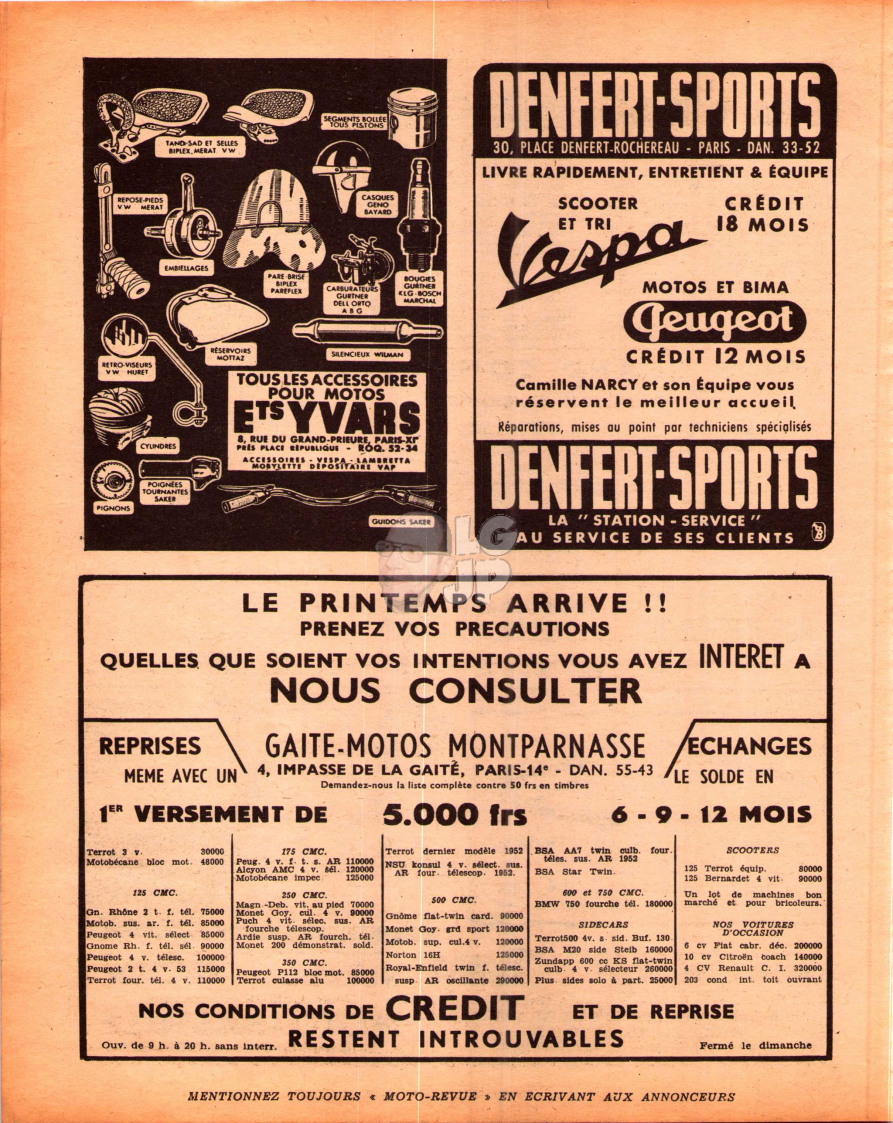 SEGMENTS BOLLÉE
TOUS PISTONS
TAND-SAD ET SELLES
BIPLEX, MERAT VW
REPOSE-PIEDS
VW MERAT
CASQUES
GENO
BAYARD
EMBIELLAGES
PARE-BRISE
BIPLEX
PAREFLEX
CARBURATEURS
GURTNER
DELL ORTO
A B G
BOUGIES
GURTNER
KLG-BOSCH
MARCHAL
RÉSERVOIRS
MOTTAZ
SILENCIEUX WILMAN
RETRO-VISEURS
VW HURET
TOUS LES ACCESSOIRES
POUR MOTOS
ETS YVARS
8, RUE DU GRAND-PRIEURE, PARIS-XIe
PRÈS PLACE RÉPUBLIQUE - ROQ. 52-34
ACCESSOIRES - VESPA - LAMBRETTA
MOBYLETTE DÉPOSITAIRE VAP
CYLINDRES
PIGNONS
POIGNÉES
TOURNANTES
SAKER
GUIDONS SAKER
DENFERT-SPORTS
30, PLACE DENFERT-ROCHEREAU - PARIS - DAN. 33-52
LIVRE RAPIDEMENT, ENTRETIENT & ÉQUIPE
SCOOTER
ET TRI
Vespa
CRÉDIT
18 MOIS
MOTOS ET BIMA
Peugeot
CRÉDIT 12 MOIS
Camille NARCY et son Équipe vous
réservent le meilleur accueil.
Réparations, mises au point par techniciens spécialisés
DENFERT-SPORTS
LA "STATION-SERVICE"
AU SERVICE DE SES CLIENTS
LG
JP
LE PRINTEMPS ARRIVE !!
PRENEZ VOS PRECAUTIONS
QUELLES QUE SOIENT VOS INTENTIONS VOUS AVEZ INTERET A
NOUS CONSULTER
REPRISES
MEME AVEC UN
GAITE-MOTOS MONTPARNASSE
4, IMPASSE DE LA GAITÉ, PARIS-14e - DAN. 55-43
Demandez-nous la liste complète contre 50 frs en timbres
ECHANGES
LE SOLDE EN
1ER VERSEMENT DE 5.000 frs 6 - 9 - 12 MOIS
Terrot 3 v. 30000
Motobécane bloc mot. 48000
125 CMC.
Gn. Rhône 2 t. f. tél. 75000
Motob. sus. ar. f. tél. 85000
Peugeot 4 vit. sélect 85000
Gnome Rh. f. tél. sél. 90000
Peugeot 4 v. télesc. 100000
Peugeot 2 t. 4 v. 53 115000
Terrot four. tél. 4 v. 110000
175 CMC.
Peug. 4 v. f. t. s. AR 110000
Alcyon AMC 4 v. sél. 120000
Motobécane impec 125000
250 CMC.
Magn.-Deb. vit. au pied 70000
Monet Goy. cul. 4 v. 90000
Puch 4 vit. sélec. sus. AR
fourche télescop.
Ardie susp. AR fourch. tél.
Monet 200 démonstrat. sold.
350 CMC.
Peugeot P112 bloc mot. 85000
Terrot culasse alu 100000
Terrot dernier modèle 1952
NSU konsul 4 v. sélect. sus.
AR four. télescop. 1952.
500 CMC.
Gnôme flat-twin card. 90000
Monet Goy. grd sport 120000
Motob. sup. cul. 4 v. 120000
Norton 16H 125000
Royal-Enfield twin f. télesc.
susp. AR oscillante 290000
BSA AA7 twin culb. four.
téles. sus. AR 1952
BSA Star Twin.
600 et 750 CMC.
BMW 750 fourche tél. 180000
SIDECARS
Terrot500 4v. s. sid. Buf. 130
BSA M20 side Steib 160000
Zundapp 600 cc KS flat-twin
culb. 4 v. sélecteur 260000
Plus. sides solo à part. 25000
SCOOTERS
125 Terrot équip. 80000
125 Bernardet 4 vit. 90000
Un lot de machines bon
marché et pour bricoleurs.
NOS VOITURES
D'OCCASION
6 cv Fiat cabr. déc. 200000
10 cv Citroën coach 140000
4 CV Renault C. I. 320000
203 cond int. toit ouvrant
NOS CONDITIONS DE CREDIT ET DE REPRISE
RESTENT INTROUVABLES
Ouv. de 9 h. à 20 h. sans interr.
Fermé le dimanche
MENTIONNEZ TOUJOURS « MOTO-REVUE » EN ECRIVANT AUX ANNONCEURS